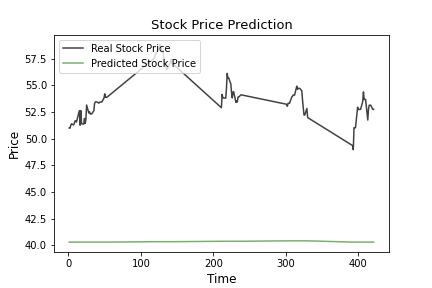 Stock Price Prediction
Real Stock Price
Predicted Stock Price
57.5
55.0
52.5
50.0
47.5
45.0
42.5
40.0
Price
0 100 200 300 400
Time